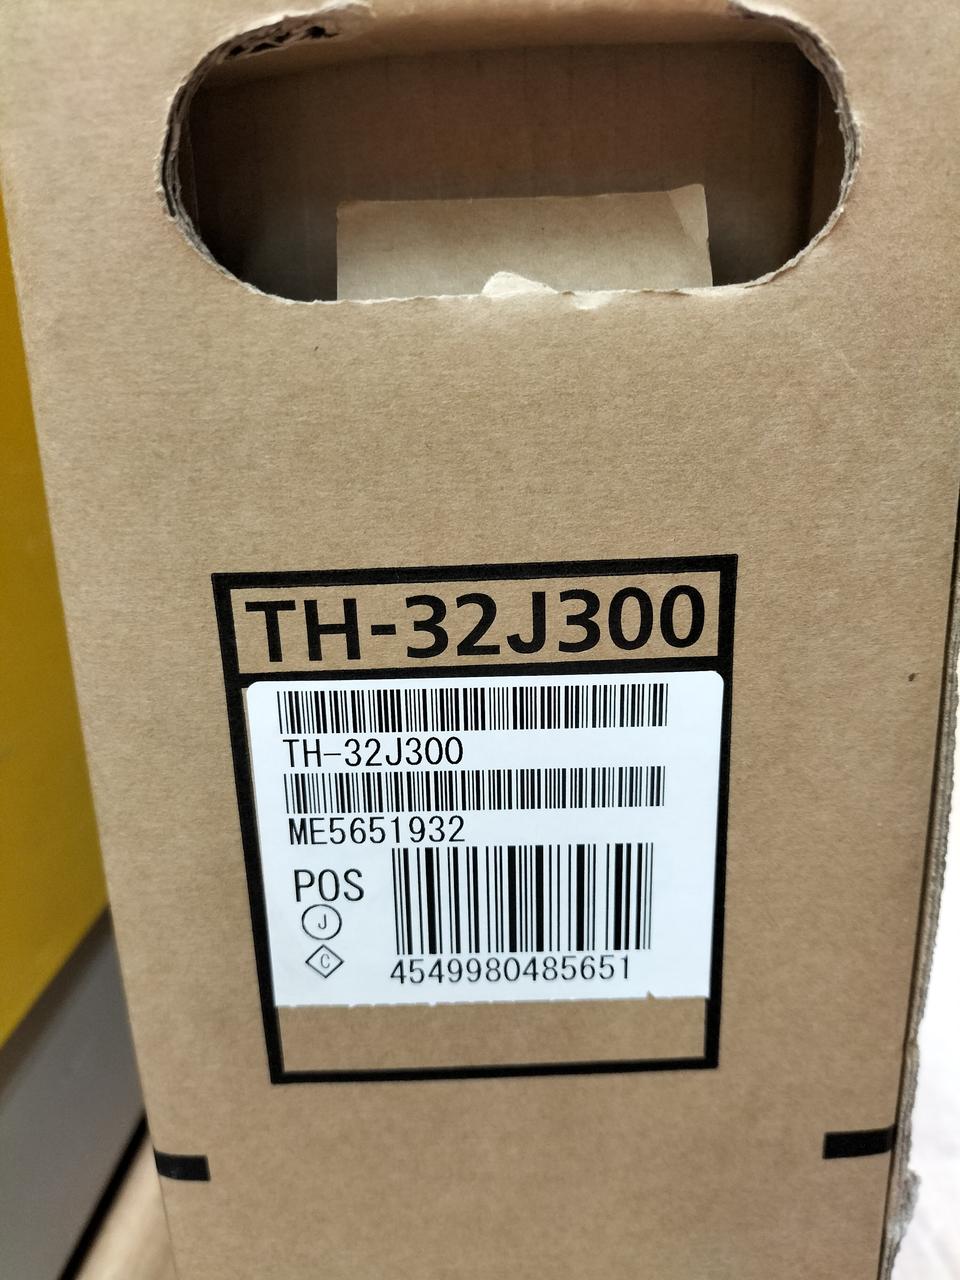 TH-32J300
TH-32J300
ME5651932
POS
J
C
4549980485651